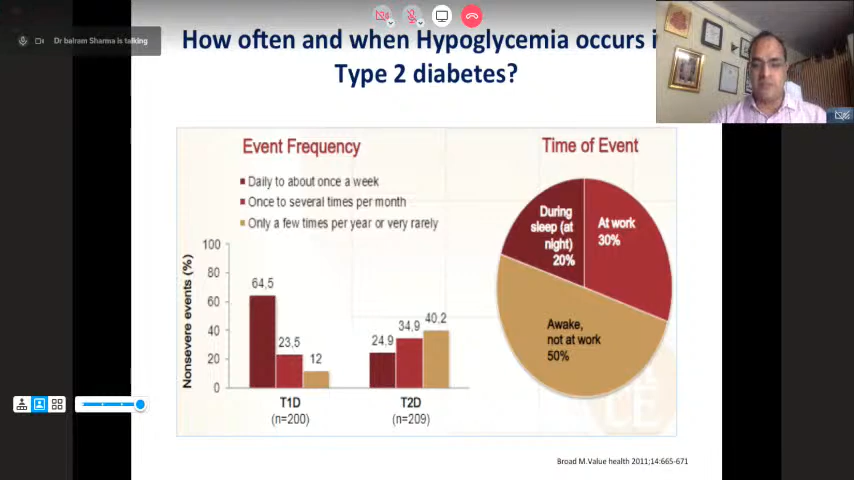 Dr balram Sharma is talking
How often and when Hypoglycemia occurs i
Type 2 diabetes?
Event Frequency
Daily to about once a week
Once to several times per month
Only a few times per year or very rarely
Nonsevere events (%)
100
80
60
40
20
0
64,5
23,5
12
24,9
34,9
40,2
T1D
(n=200)
T2D
(n=209)
Time of Event
During
sleep (at
night)
20%
At work
30%
Awake,
not at work
50%
Broad M.Value health 2011;14:665-671